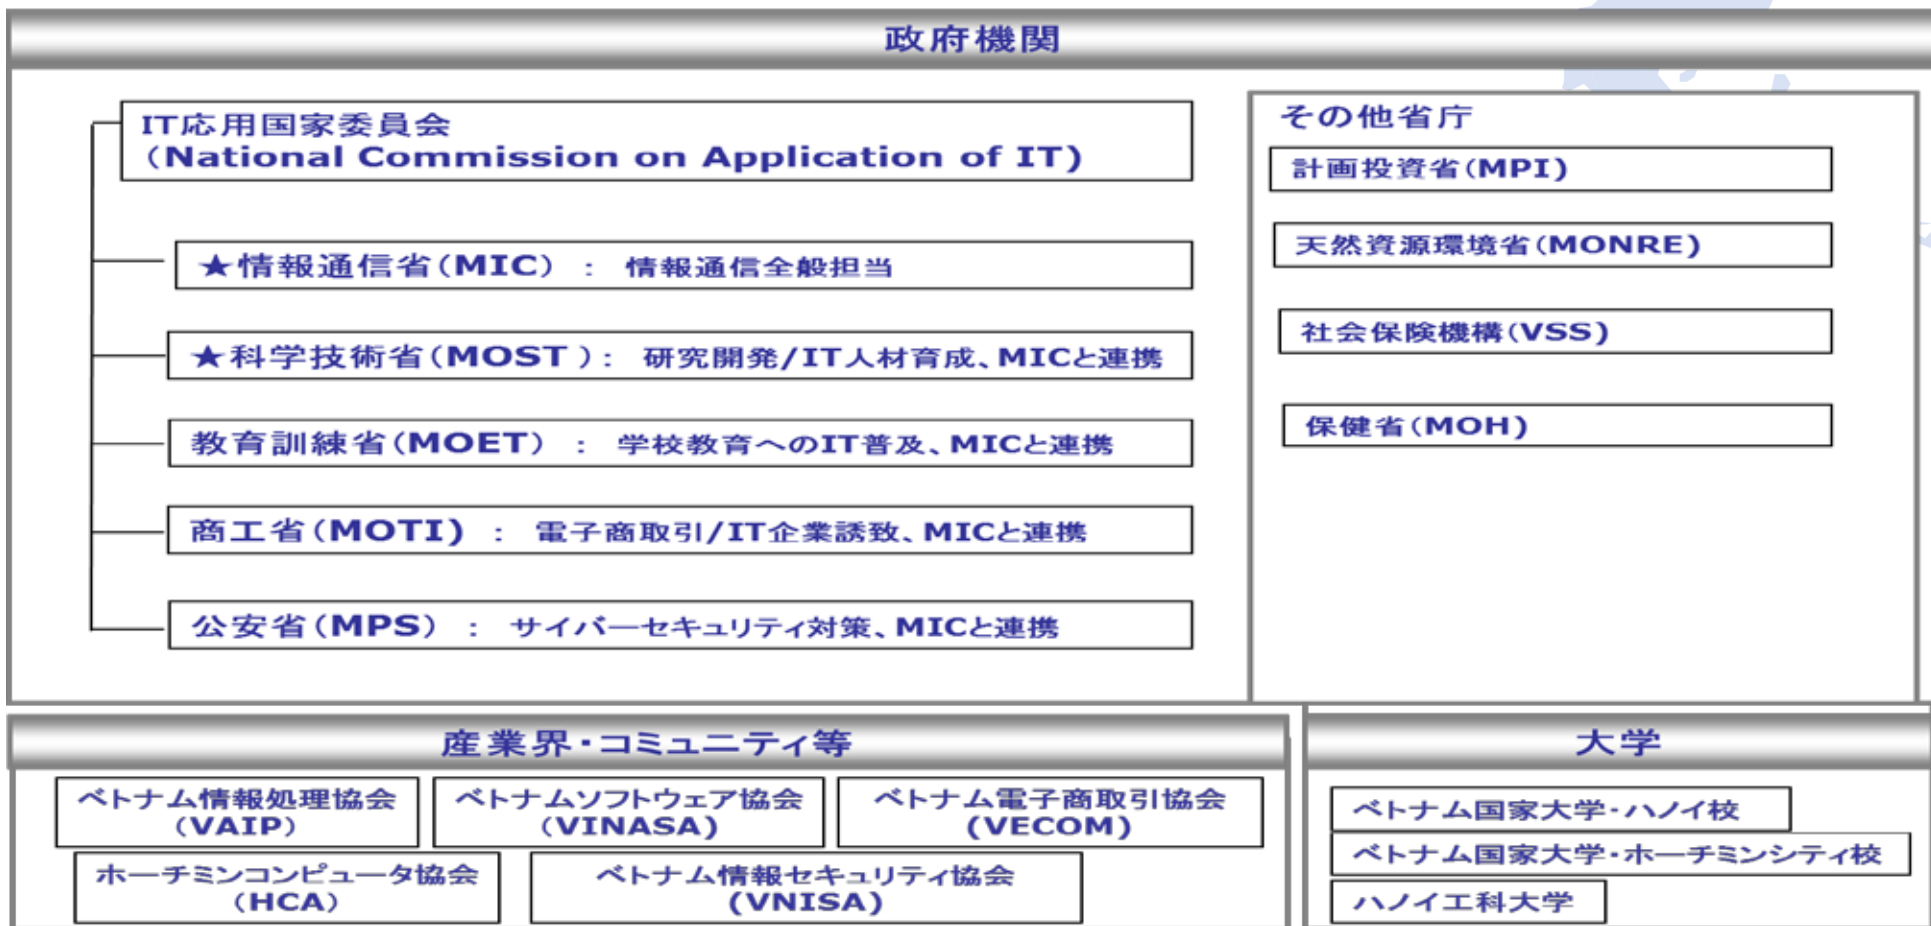 政府機関
IT応用国家委員会
（National Commission on Application of IT)
★情報通信省（MIC）： 情報通信全般担当
★科学技術省（MOST ）： 研究開発/IT人材育成、MICと連携
教育訓練省（MOET）： 学校教育へのIT普及、MICと連携
商工省（MOTI）： 電子商取引/IT企業誘致、MICと連携
公安省（MPS）： サイバーセキュリティ対策、MICと連携
その他省庁
計画投資省(MPI)
天然資源環境省(MONRE)
社会保険機構(VSS)
保健省(MOH)
産業界・コミュニティ等
ベトナム情報処理協会
（VAIP）
ベトナムソフトウェア協会
（VINASA)
ベトナム電子商取引協会
(VECOM)
ホーチミンコンピュータ協会
（HCA）
ベトナム情報セキュリティ協会
(VNISA)
大学
ベトナム国家大学・ハノイ校
ベトナム国家大学・ホーチミンシティ校
ハノイ工科大学